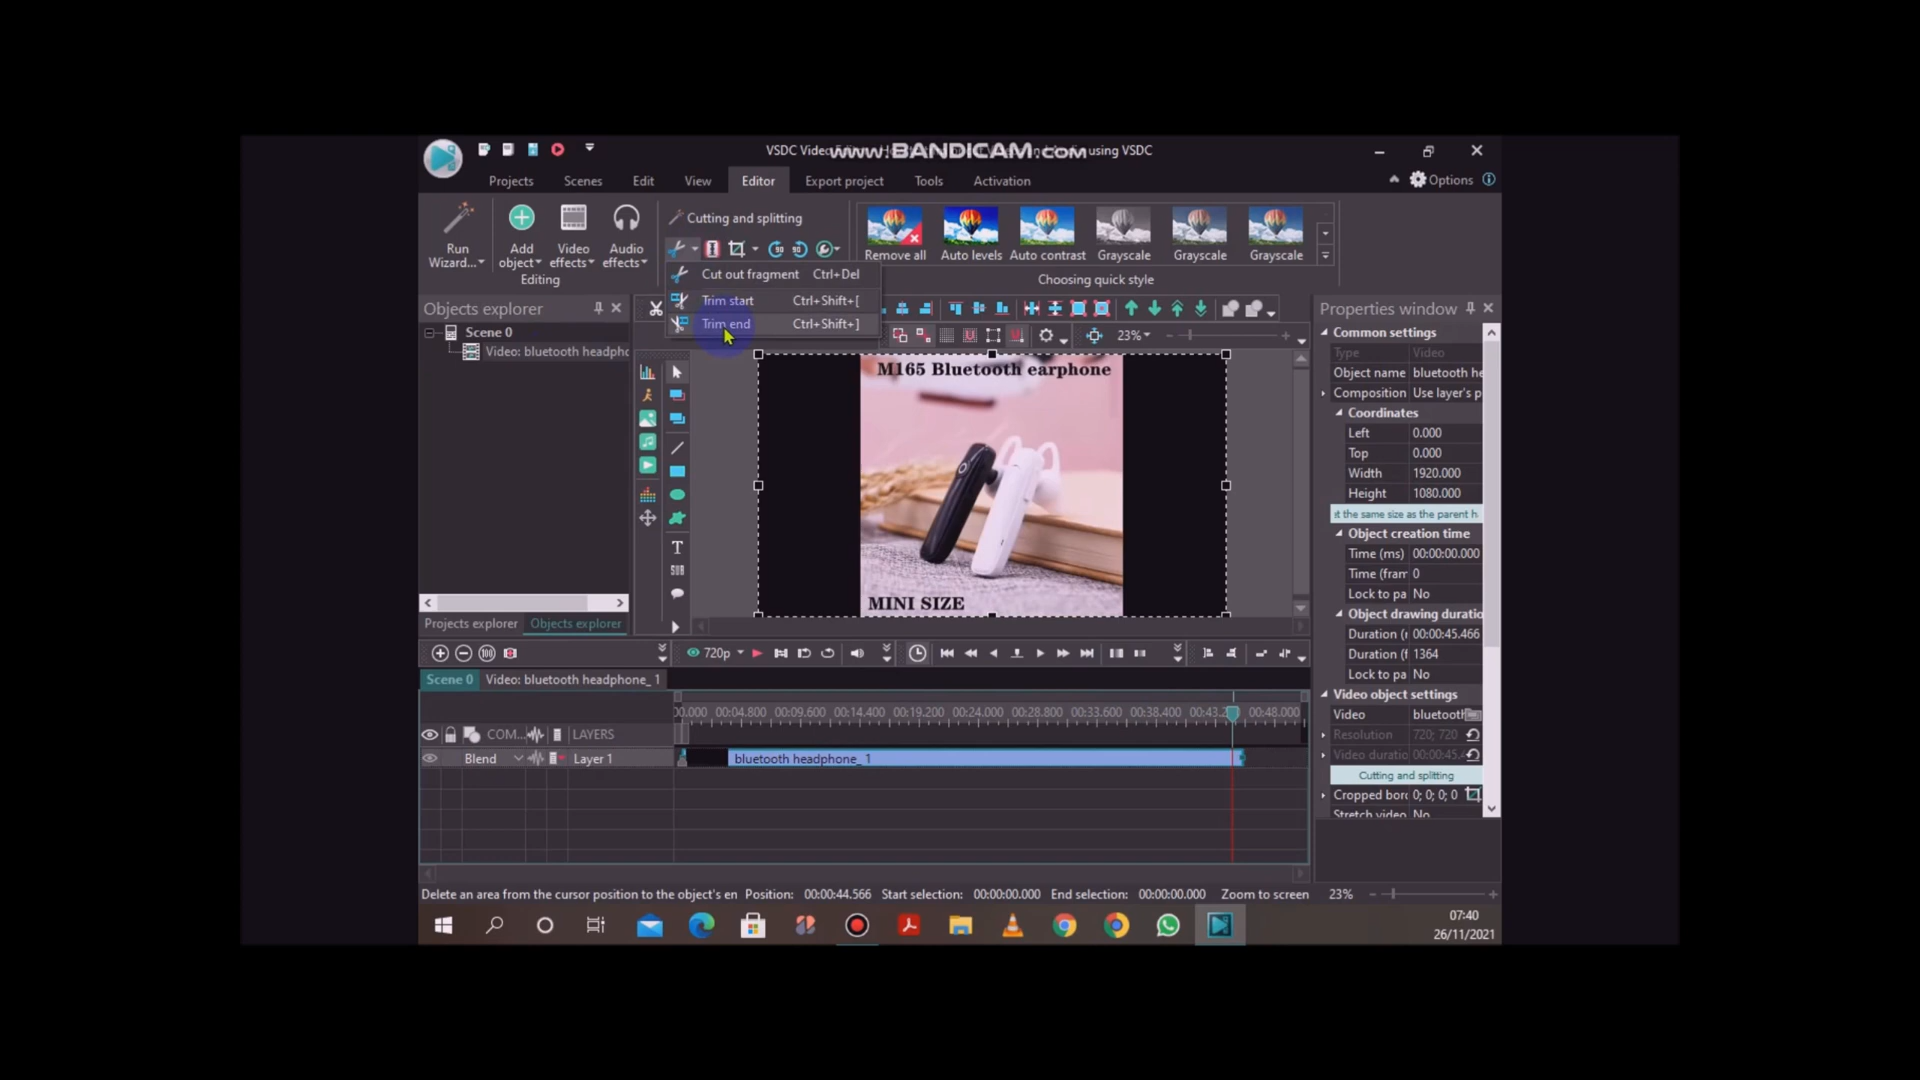 www.BANDICAM.com
VSDC Video
using VSDC
Projects
Scenes
Edit
View
Editor
Export project
Tools
Activation
Options
Run
Wizard...
Add
object
Video
effects
Audio
effects
Editing
Cutting and splitting
Remove all
Auto levels
Auto contrast
Grayscale
Grayscale
Grayscale
Choosing quick style
Cut out fragment Ctrl+Del
Trim start Ctrl+Shift+[
Trim end Ctrl+Shift+]
Objects explorer
Scene 0
Video: bluetooth headphc
Projects explorer
Objects explorer
23%
T
SUB
M165 Bluetooth earphone
MINI SIZE
Properties window
Common settings
Type Video
Object name bluetooth he
Composition Use layer's p
Coordinates
Left 0.000
Top 0.000
Width 1920.000
Height 1080.000
t the same size as the parent h
Object creation time
Time (ms) 00:00:00.000
Time (fram 0
Lock to pa No
Object drawing duratio
Duration (r 00:00:45.466
Duration (f 1364
Lock to pa No
Video object settings
Video bluetooth
Resolution 720; 720
Video duratio 00:00:45.4
Cutting and splitting
Cropped bord 0; 0; 0; 0
Stretch video No
720p
Scene 0
Video: bluetooth headphone_ 1
00.000 00:04.800 00:09.600 00:14.400 00:19.200 00:24.000 00:28.800 00:33.600 00:38.400 00:43.2 00:48.000
COM...
LAYERS
Blend
Layer 1
bluetooth headphone_ 1
Delete an area from the cursor position to the object's en
Position: 00:00:44.566
Start selection: 00:00:00.000
End selection: 00:00:00.000
Zoom to screen
23%
07:40
26/11/2021